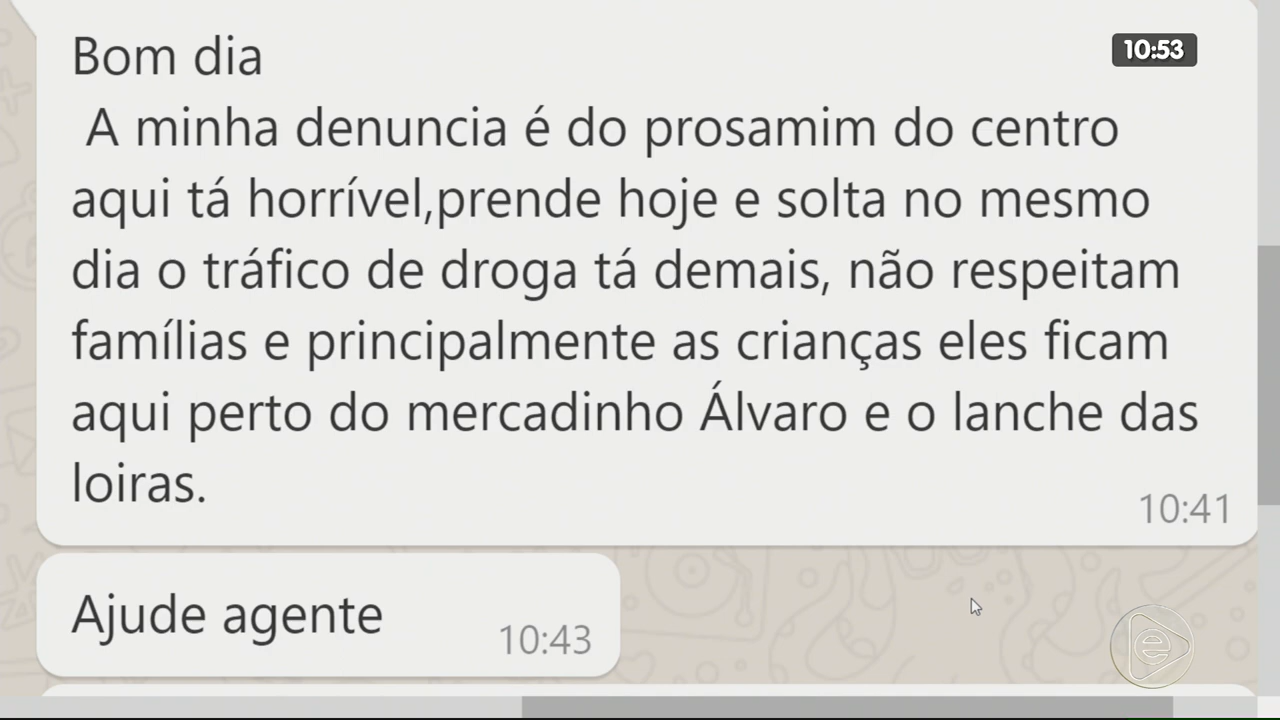 Bom dia
10:53
A minha denuncia é do prosamim do centro
aqui tá horrível,prende hoje e solta no mesmo
dia o tráfico de droga tá demais, não respeitam
famílias e principalmente as crianças eles ficam
aqui perto do mercadinho Álvaro e o lanche das
loiras.
10:41
Ajude agente
10:43
e